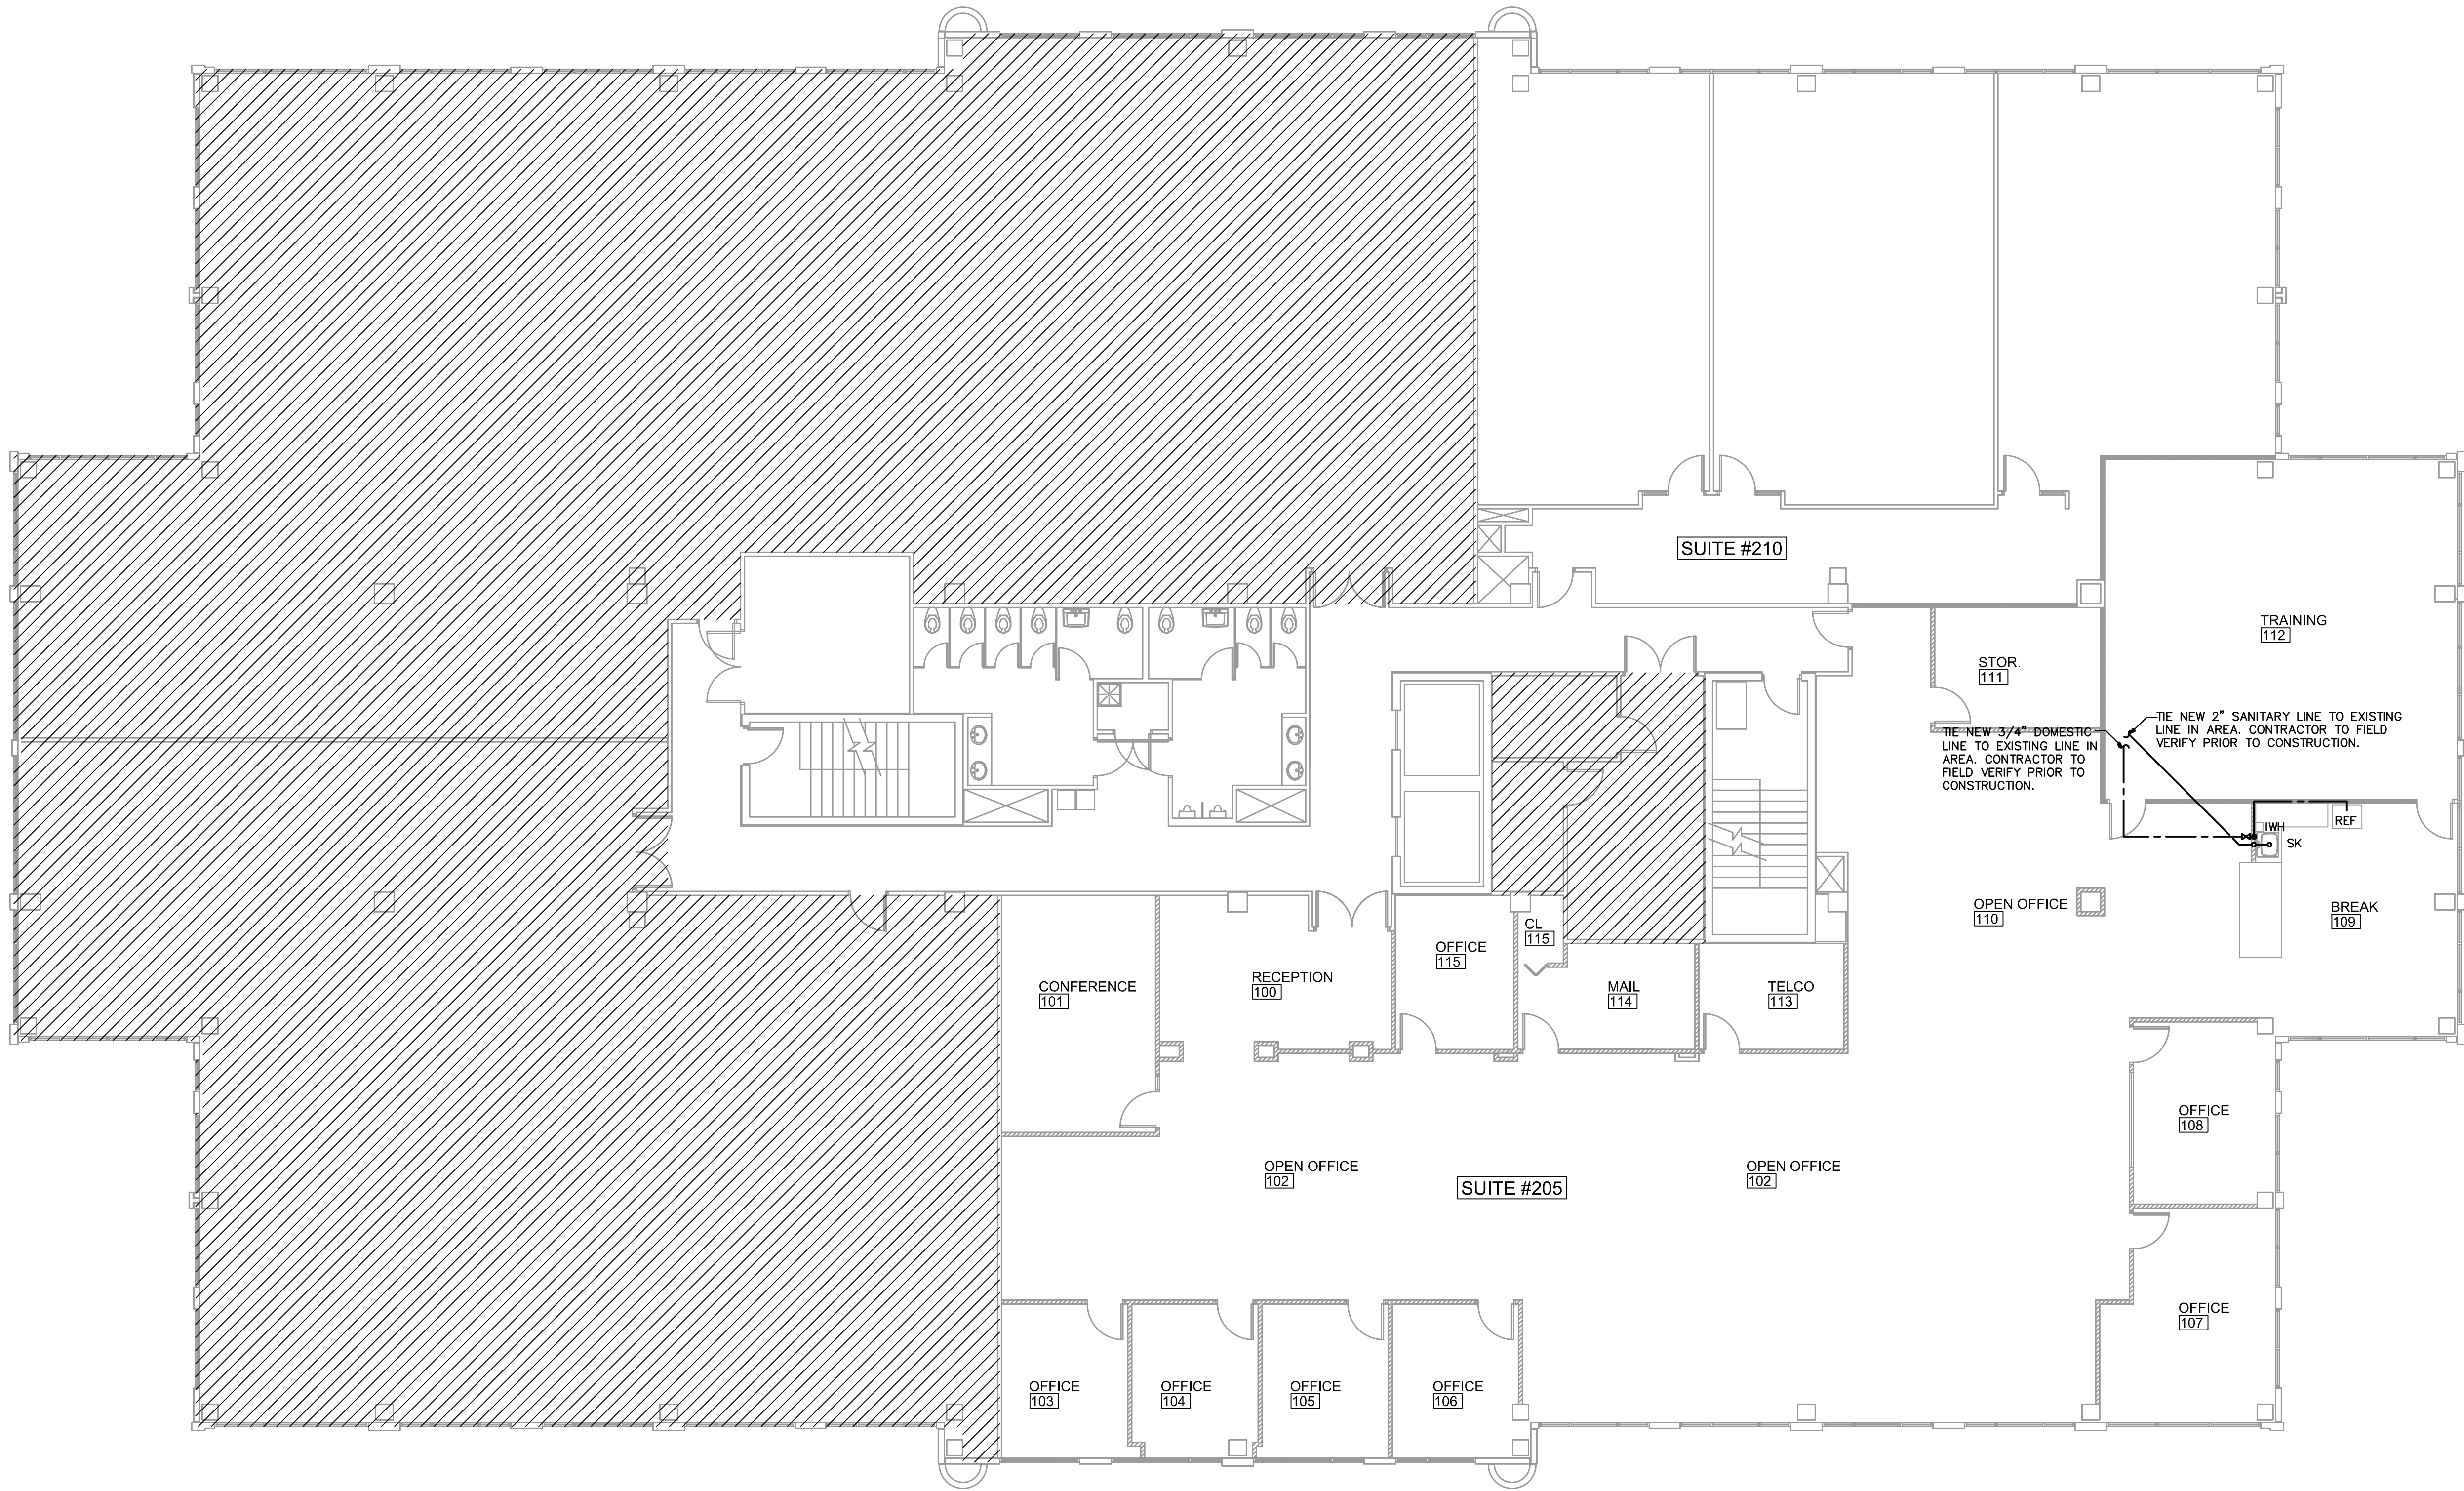 SUITE #210
TRAINING
112
STOR.
111
TIE NEW 3/4" DOMESTIC
LINE TO EXISTING LINE IN
AREA. CONTRACTOR TO
FIELD VERIFY PRIOR TO
CONSTRUCTION.
TIE NEW 2" SANITARY LINE TO EXISTING
LINE IN AREA. CONTRACTOR TO FIELD
VERIFY PRIOR TO CONSTRUCTION.
IWH
REF
SK
OPEN OFFICE
110
BREAK
109
CL
115
OFFICE
115
CONFERENCE
101
RECEPTION
100
MAIL
114
TELCO
113
OFFICE
108
OPEN OFFICE
102
SUITE #205
OPEN OFFICE
102
OFFICE
107
OFFICE
103
OFFICE
104
OFFICE
105
OFFICE
106